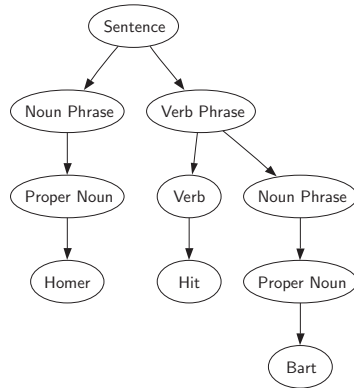 Sentence
Noun Phrase
Verb Phrase
Proper Noun
Verb
Noun Phrase
Homer
Hit
Proper Noun
Bart